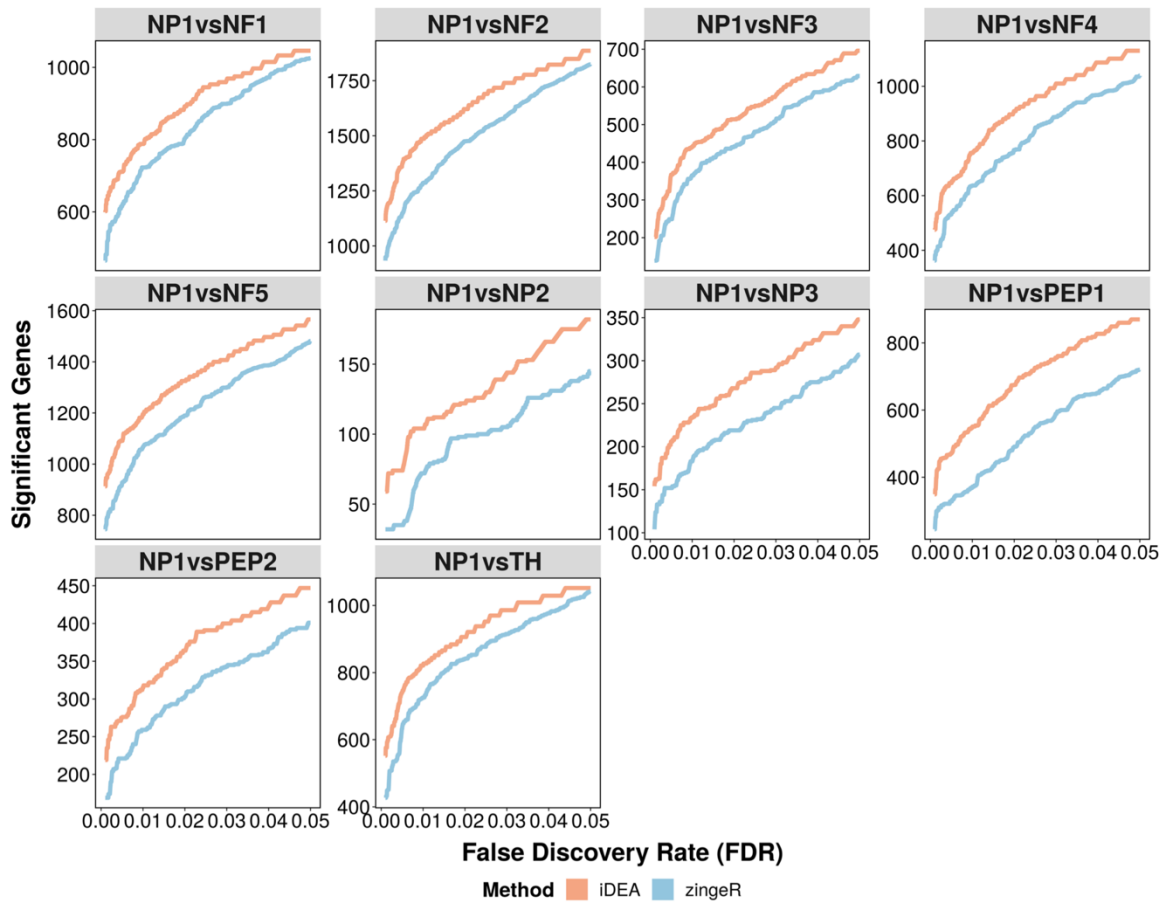 NP1vsNF1 NP1vsNF2 NP1vsNF3 NP1vsNF4
1000 800 600
1750 1500 1250 1000
700 600 500 400 300 200
1000 800 600 400
NP1vsNF5 NP1vsNP2 NP1vsNP3 NP1vsPEP1
1600 1400 1200 1000 800
150 100 50
350 300 250 200 150 100
800 600 400
0.00 0.01 0.02 0.03 0.04 0.05 0.00 0.01 0.02 0.03 0.04 0.05
NP1vsPEP2 NP1vsTH
450 400 350 300 250 200
1000 800 600 400
0.00 0.01 0.02 0.03 0.04 0.05 0.00 0.01 0.02 0.03 0.04 0.05
Significant Genes
False Discovery Rate (FDR)
Method iDEA zingeR